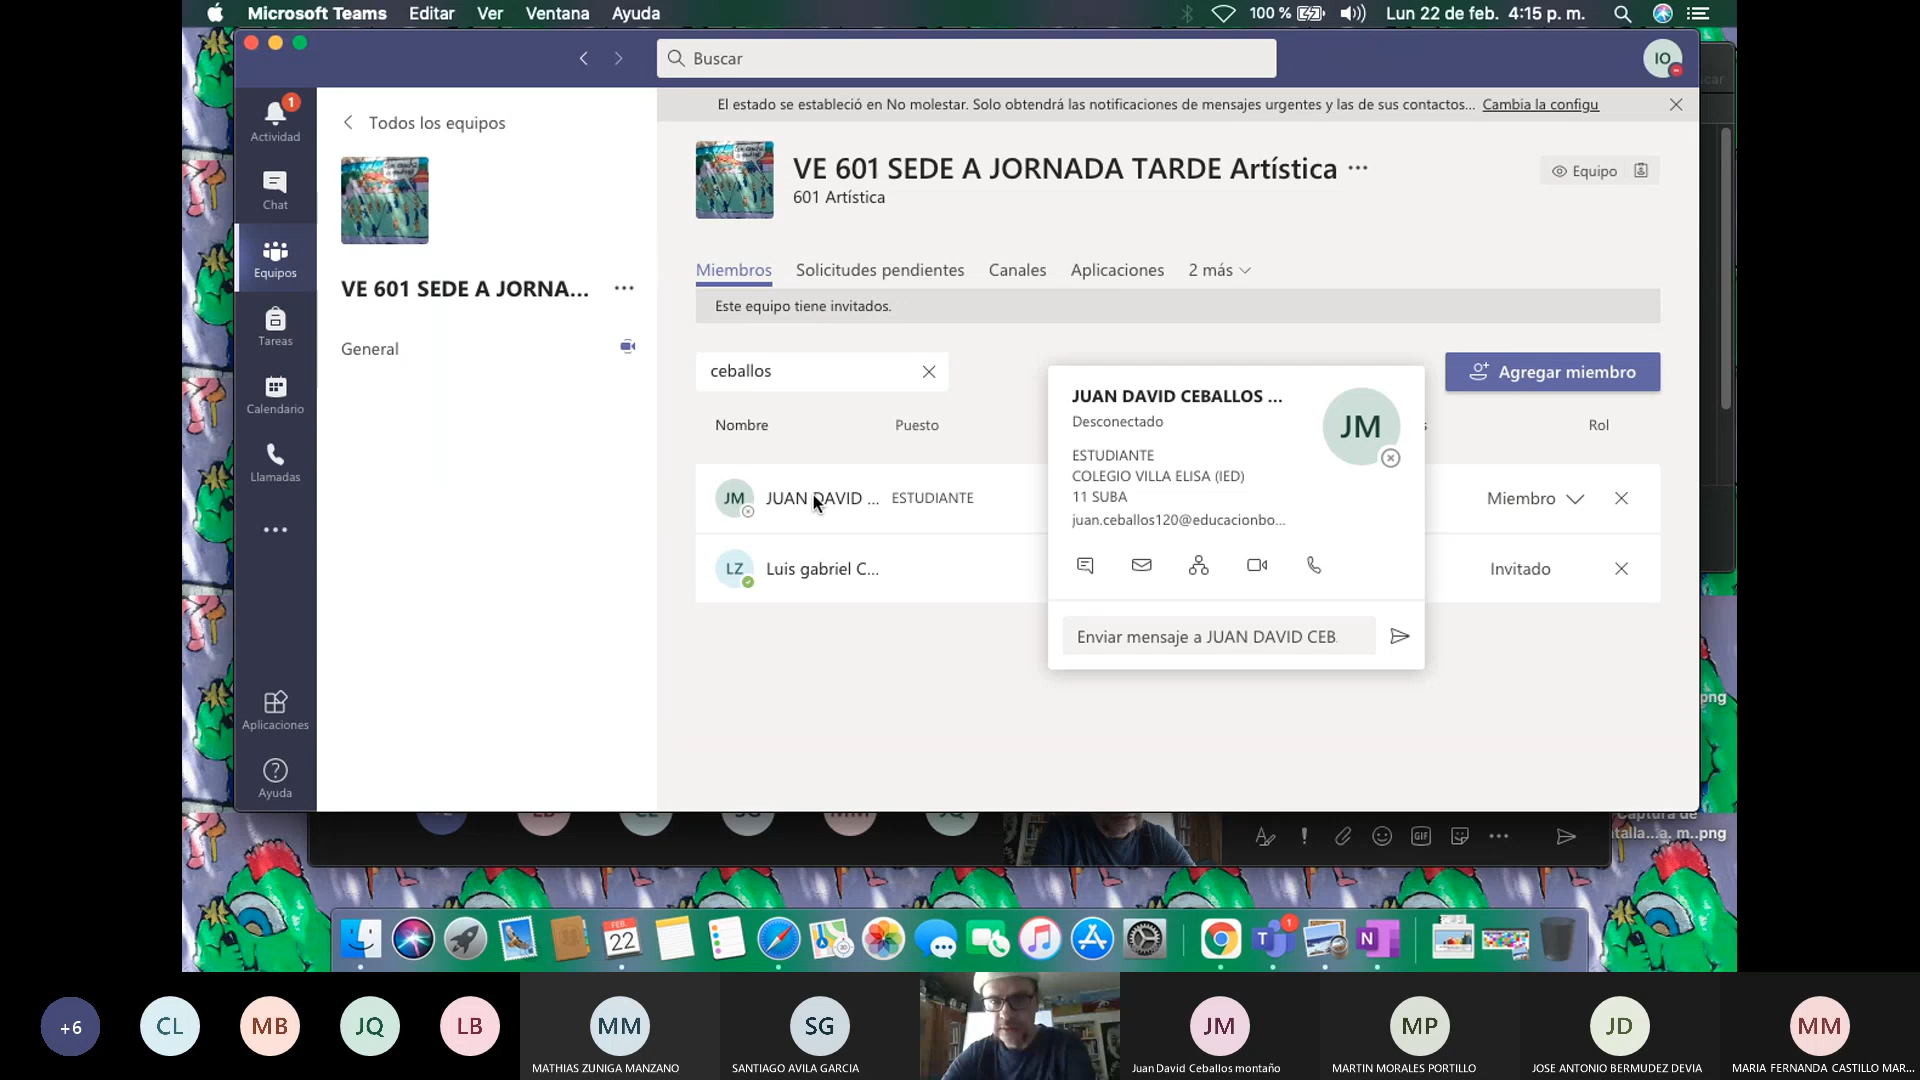 Microsoft Teams Editar Ver Ventana Ayuda 100 % Lun 22 de feb. 4:15 p. m.
Buscar
IO
El estado se estableció en No molestar. Solo obtendrá las notificaciones de mensajes urgentes y las de sus contactos... Cambia la configu
1
Actividad
Chat
Equipos
Tareas
Calendario
Llamadas
Aplicaciones
Ayuda
Todos los equipos
VE 601 SEDE A JORNA... ...
General
VE 601 SEDE A JORNADA TARDE Artística ...
601 Artística
Equipo
Miembros Solicitudes pendientes Canales Aplicaciones 2 más
Este equipo tiene invitados.
ceballos
Agregar miembro
Nombre Puesto Rol
JM JUAN DAVID ... ESTUDIANTE Miembro
LZ Luis gabriel C... Invitado
JUAN DAVID CEBALLOS ...
JM
Desconectado
ESTUDIANTE
COLEGIO VILLA ELISA (IED)
11 SUBA
juan.ceballos120@educacionbo...
Enviar mensaje a JUAN DAVID CEB
png
Captura de
talla...a. m..png
GIF
FEB.
22
1
+6 CL MB JQ LB MM SG JM MP JD MM
MATHIAS ZUNIGA MANZANO SANTIAGO AVILA GARCIA Juan David Ceballos montaño MARTIN MORALES PORTILLO JOSE ANTONIO BERMUDEZ DEVIA MARIA FERNANDA CASTILLO MAR...